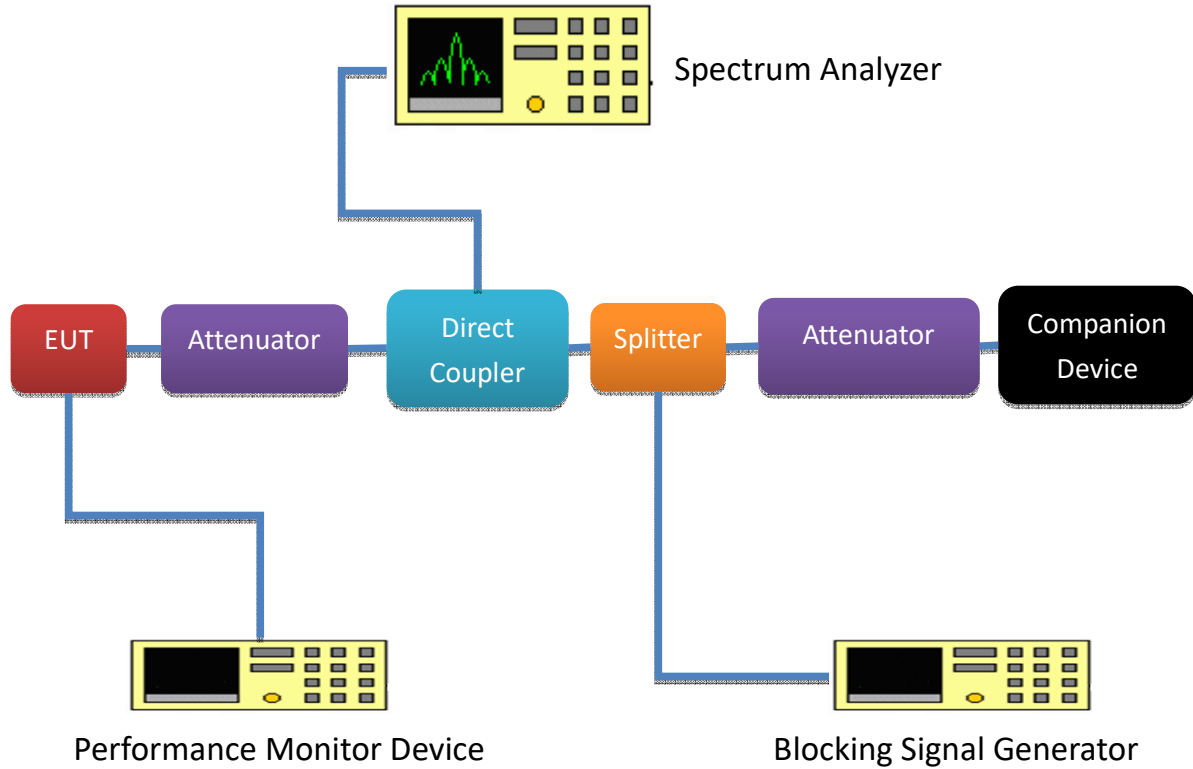 Spectrum Analyzer
EUT
Attenuator
Direct
Coupler
Splitter
Attenuator
Companion
Device
Performance Monitor Device
Blocking Signal Generator